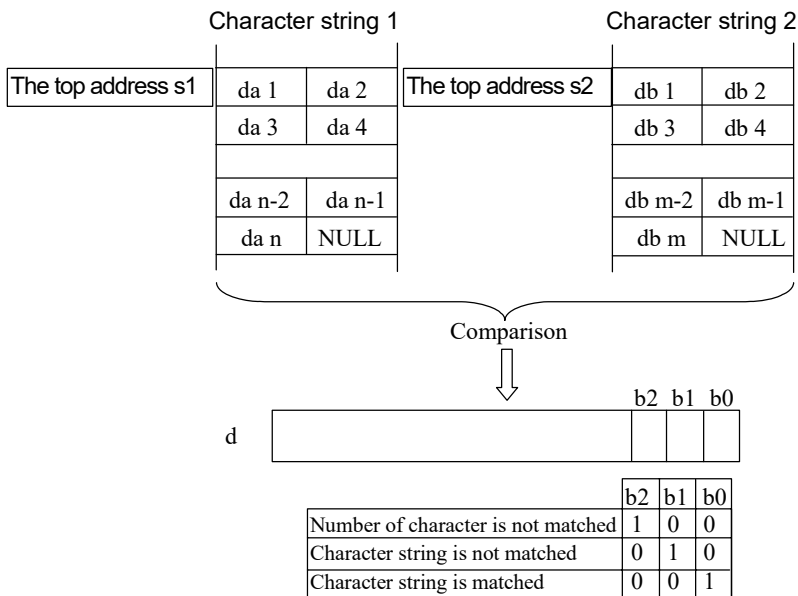 Character string 1 Character string 2
The top address s1 da 1 da 2 The top address s2 db 1 db 2
da 3 da 4 db 3 db 4
da n-2 da n-1 db m-2 db m-1
da n NULL db m NULL
Comparison
b2 b1 b0
d
b2 b1 b0
Number of character is not matched 1 0 0
Character string is not matched 0 1 0
Character string is matched 0 0 1